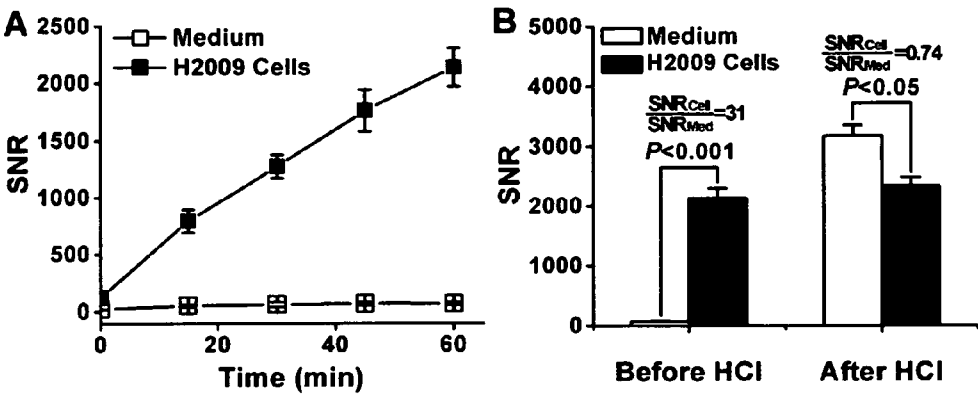 A
2500
2000
1500
1000
500
0
SNR
Medium
H2009 Cells
0
20
40
60
Time (min)
B
5000
4000
3000
2000
1000
0
SNR
Medium
H2009 Cells
SNRCell
SNRMed
=31
P<0.001
SNRCell
SNRMed
=0.74
P<0.05
Before HCl
After HCl